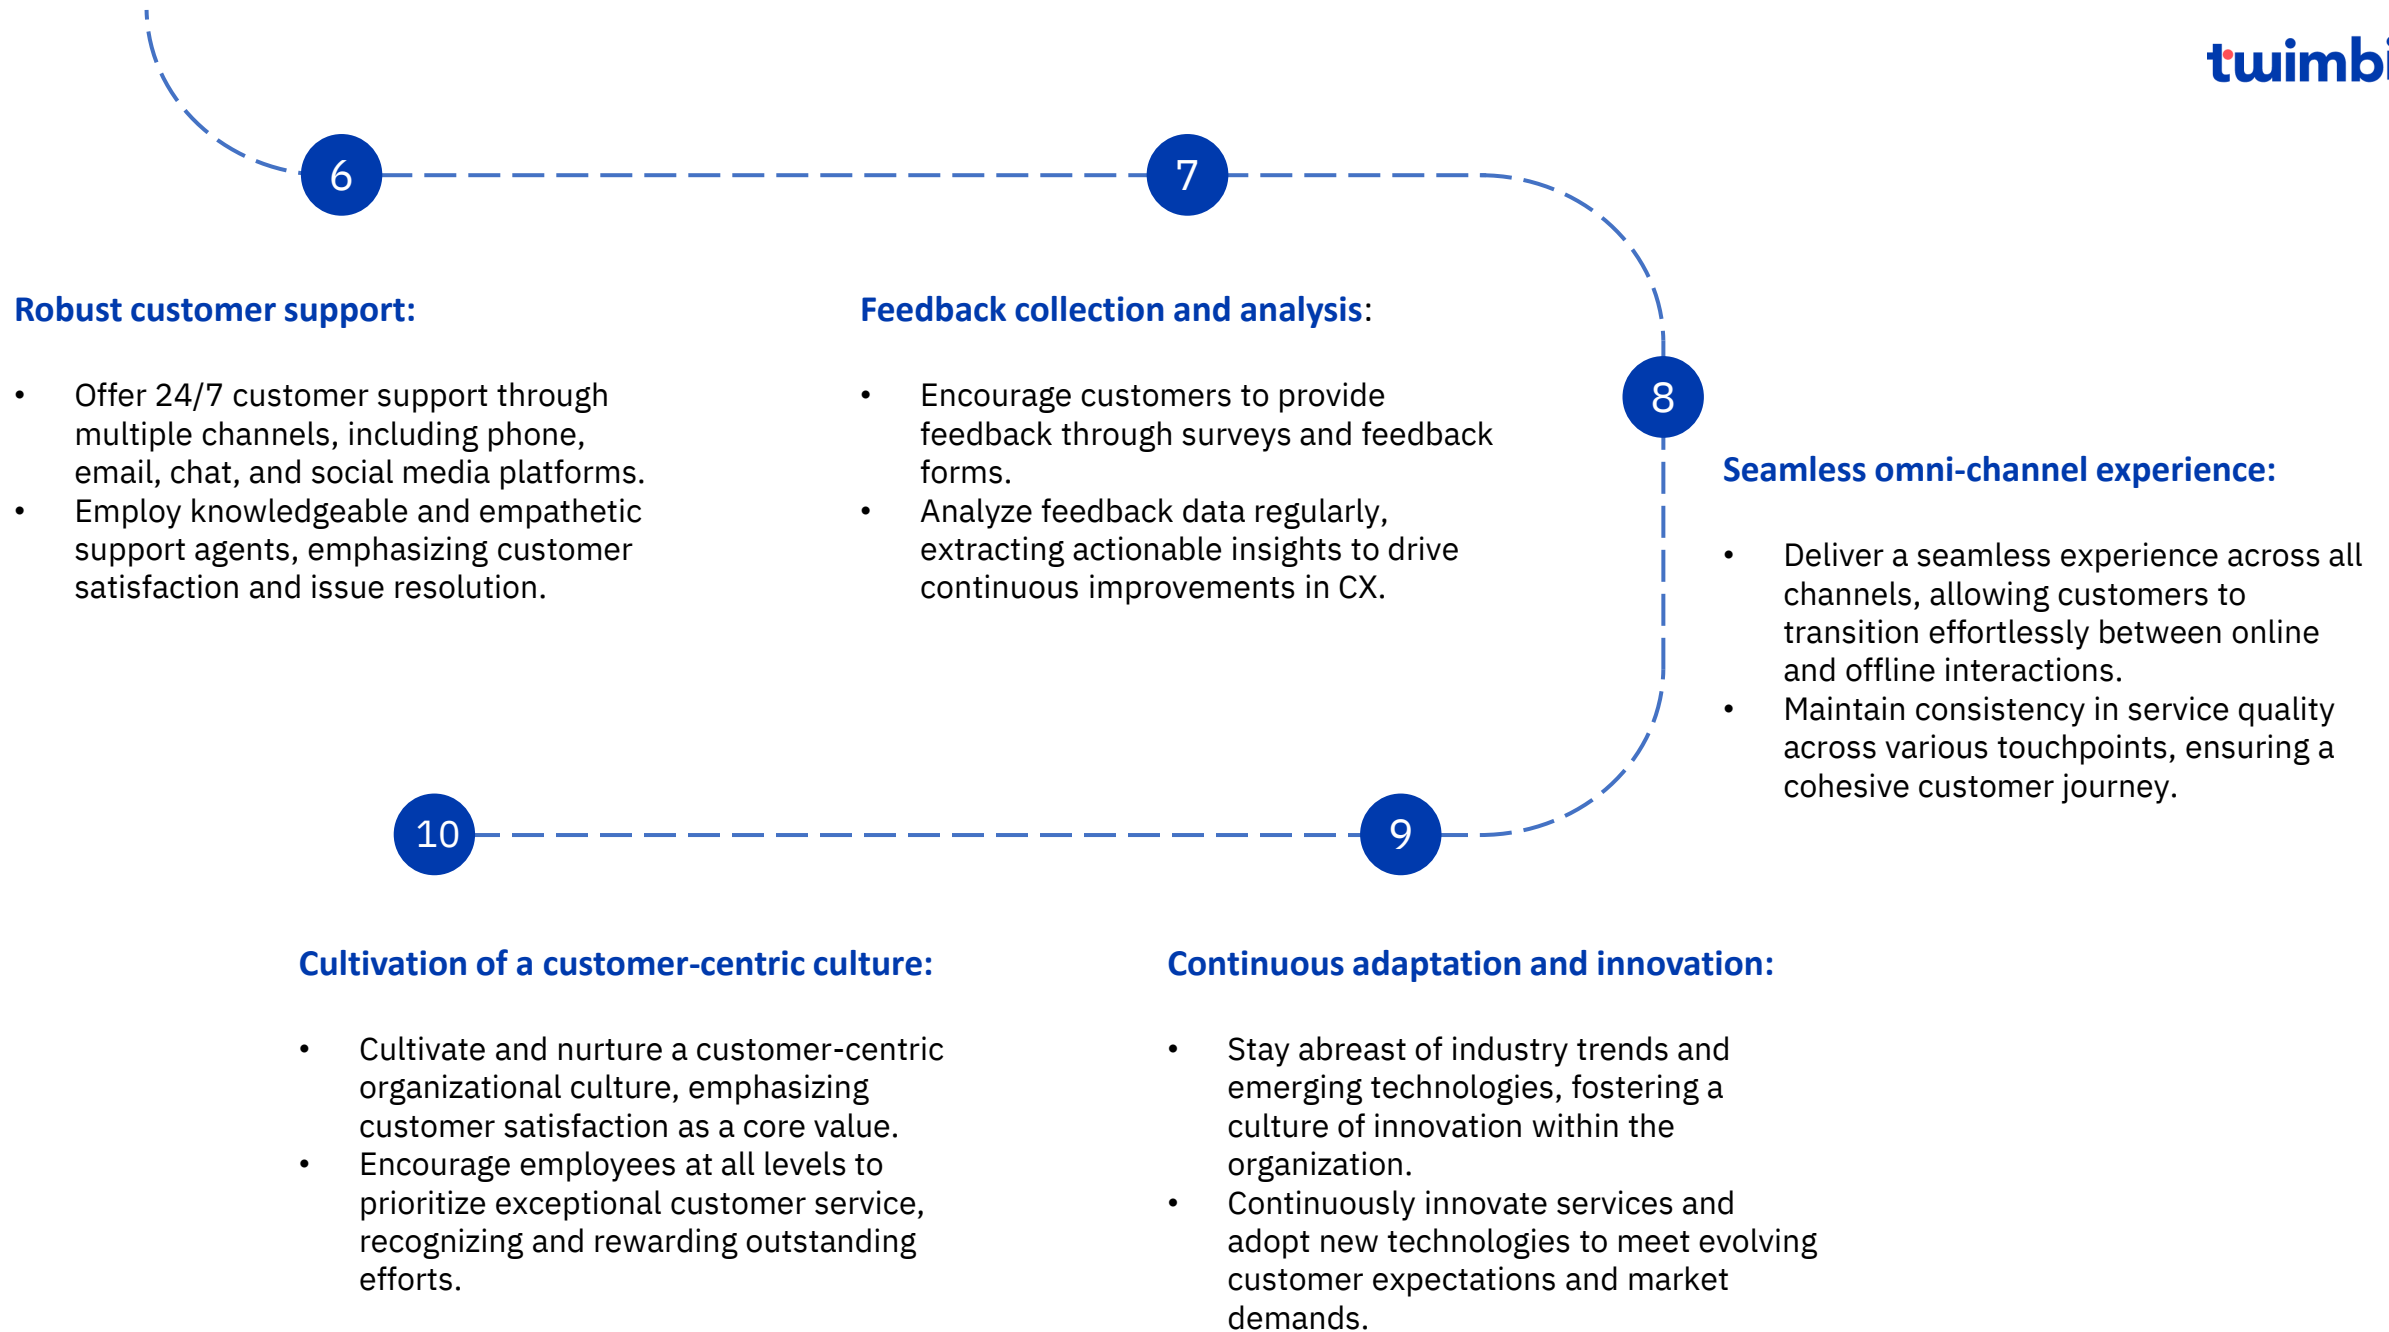 twimbi
6
7
Robust customer support:
• Offer 24/7 customer support through
multiple channels, including phone,
email, chat, and social media platforms.
• Employ knowledgeable and empathetic
support agents, emphasizing customer
satisfaction and issue resolution.
Feedback collection and analysis:
• Encourage customers to provide
feedback through surveys and feedback
forms.
• Analyze feedback data regularly,
extracting actionable insights to drive
continuous improvements in CX.
8
Seamless omni-channel experience:
• Deliver a seamless experience across all
channels, allowing customers to
transition effortlessly between online
and offline interactions.
• Maintain consistency in service quality
across various touchpoints, ensuring a
cohesive customer journey.
10
9
Cultivation of a customer-centric culture:
• Cultivate and nurture a customer-centric
organizational culture, emphasizing
customer satisfaction as a core value.
• Encourage employees at all levels to
prioritize exceptional customer service,
recognizing and rewarding outstanding
efforts.
Continuous adaptation and innovation:
• Stay abreast of industry trends and
emerging technologies, fostering a
culture of innovation within the
organization.
• Continuously innovate services and
adopt new technologies to meet evolving
customer expectations and market
demands.